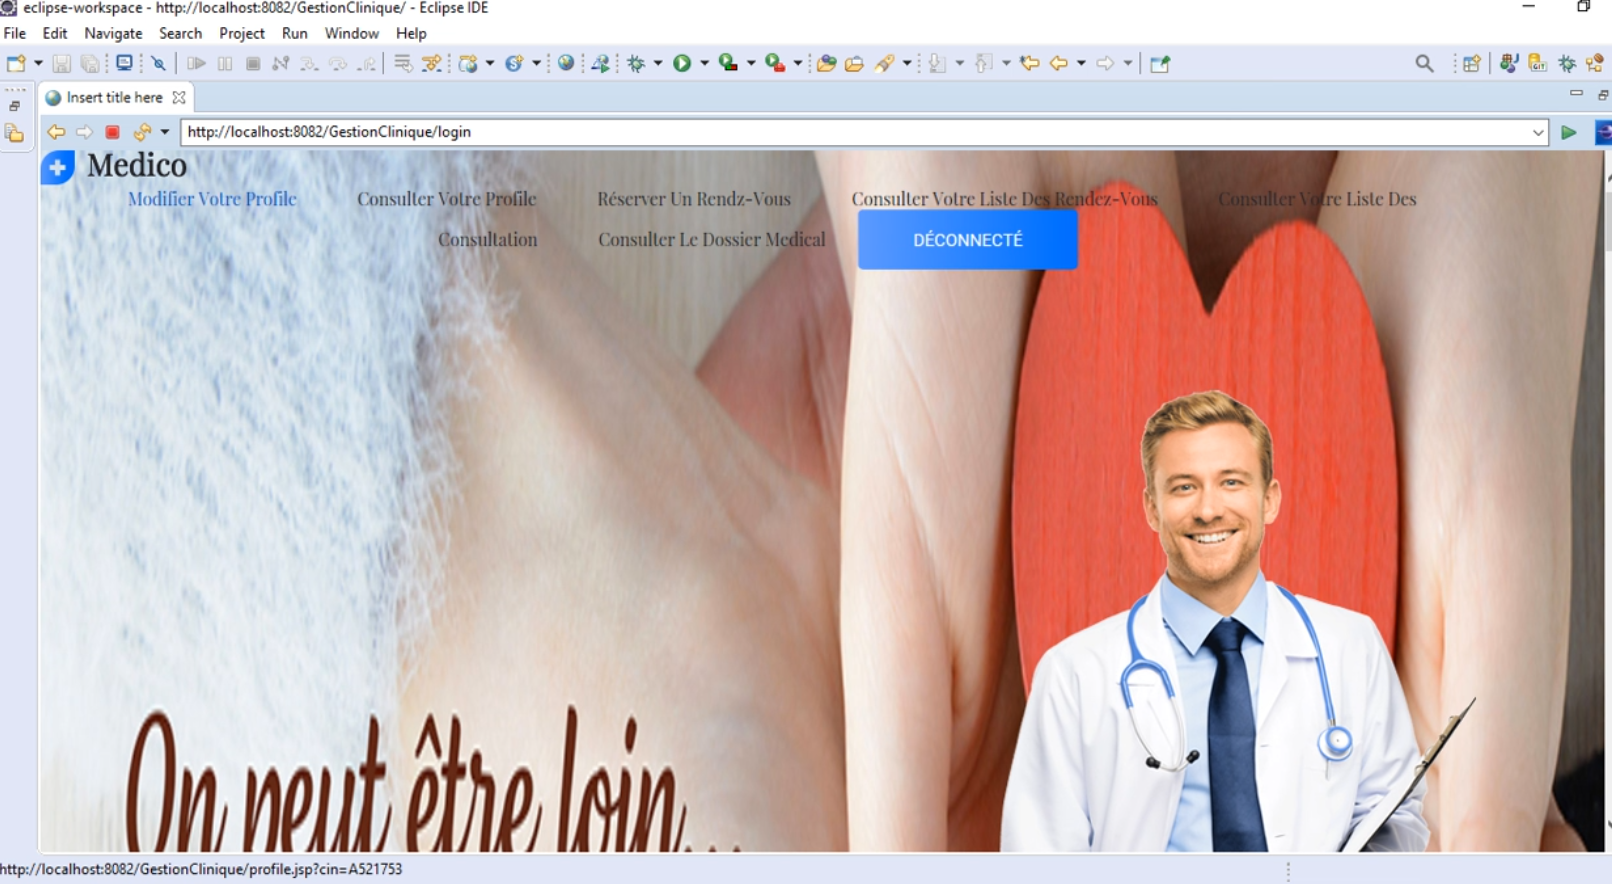 eclipse-workspace - http://localhost:8082/GestionClinique/ - Eclipse IDE
File Edit Navigate Search Project Run Window Help
GIT
Insert title here
http://localhost:8082/GestionClinique/login
Medico
Modifier Votre Profile Consulter Votre Profile Réserver Un Rendz-Vous Consulter Votre Liste Des Rendez-Vous Consulter Votre Liste Des
Consultation Consulter Le Dossier Medical DÉCONNECTÉ
On peut être loin...
http://localhost:8082/GestionClinique/profile.jsp?cin=A521753